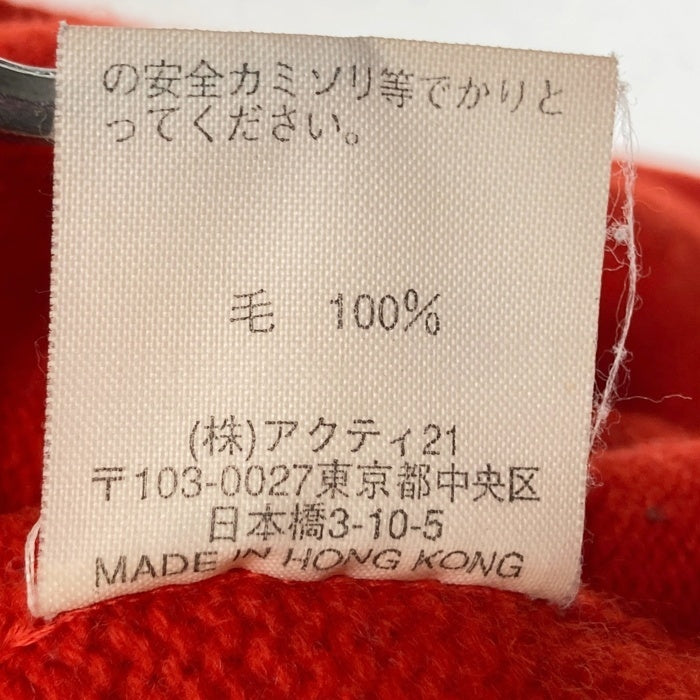 の安全カミソリ等でかりと
ってください。
毛 100%
(株)アクティ21
〒103-0027東京都中央区
日本橋3-10-5
MADE IN HONG KONG